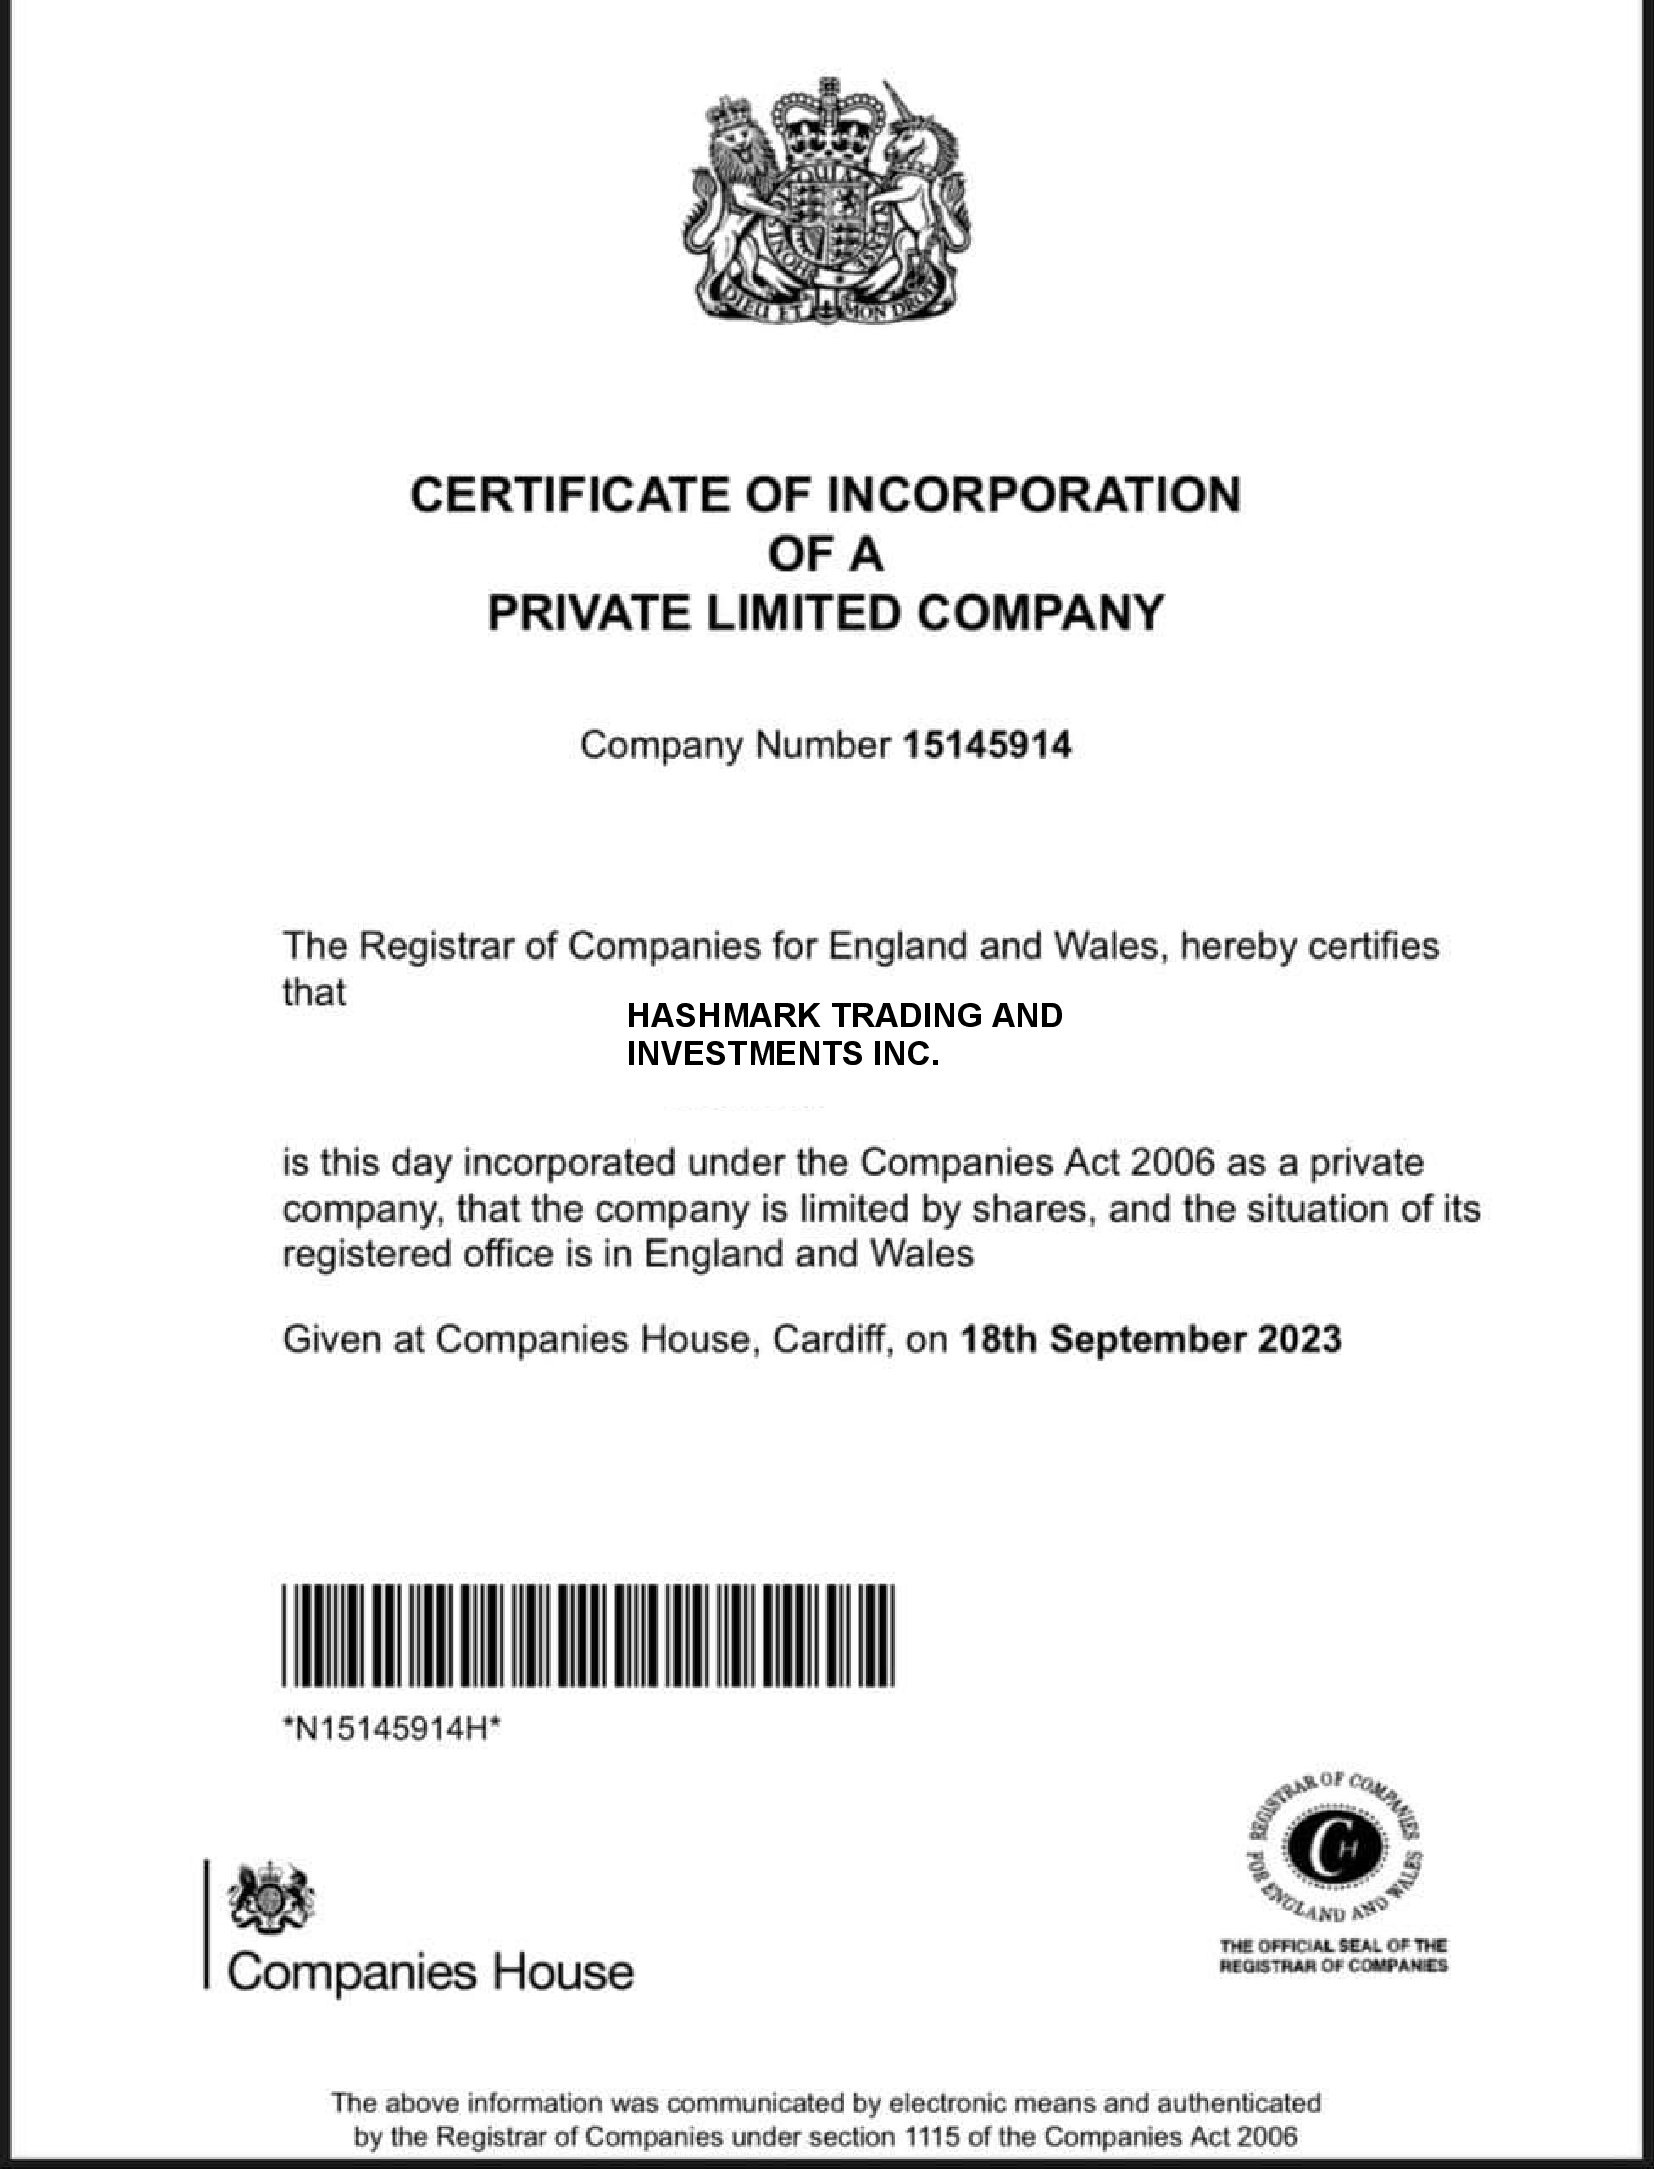 DIEU ET MON DROIT
CERTIFICATE OF INCORPORATION
OF A
PRIVATE LIMITED COMPANY
Company Number 15145914
The Registrar of Companies for England and Wales, hereby certifies
that
HASHMARK TRADING AND
INVESTMENTS INC.
is this day incorporated under the Companies Act 2006 as a private
company, that the company is limited by shares, and the situation of its
registered office is in England and Wales
Given at Companies House, Cardiff, on 18th September 2023
*N15145914H*
REGISTRAR OF COMPANIES
FOR ENGLAND AND WALES
CH
THE OFFICIAL SEAL OF THE
REGISTRAR OF COMPANIES
Companies House
The above information was communicated by electronic means and authenticated
by the Registrar of Companies under section 1115 of the Companies Act 2006